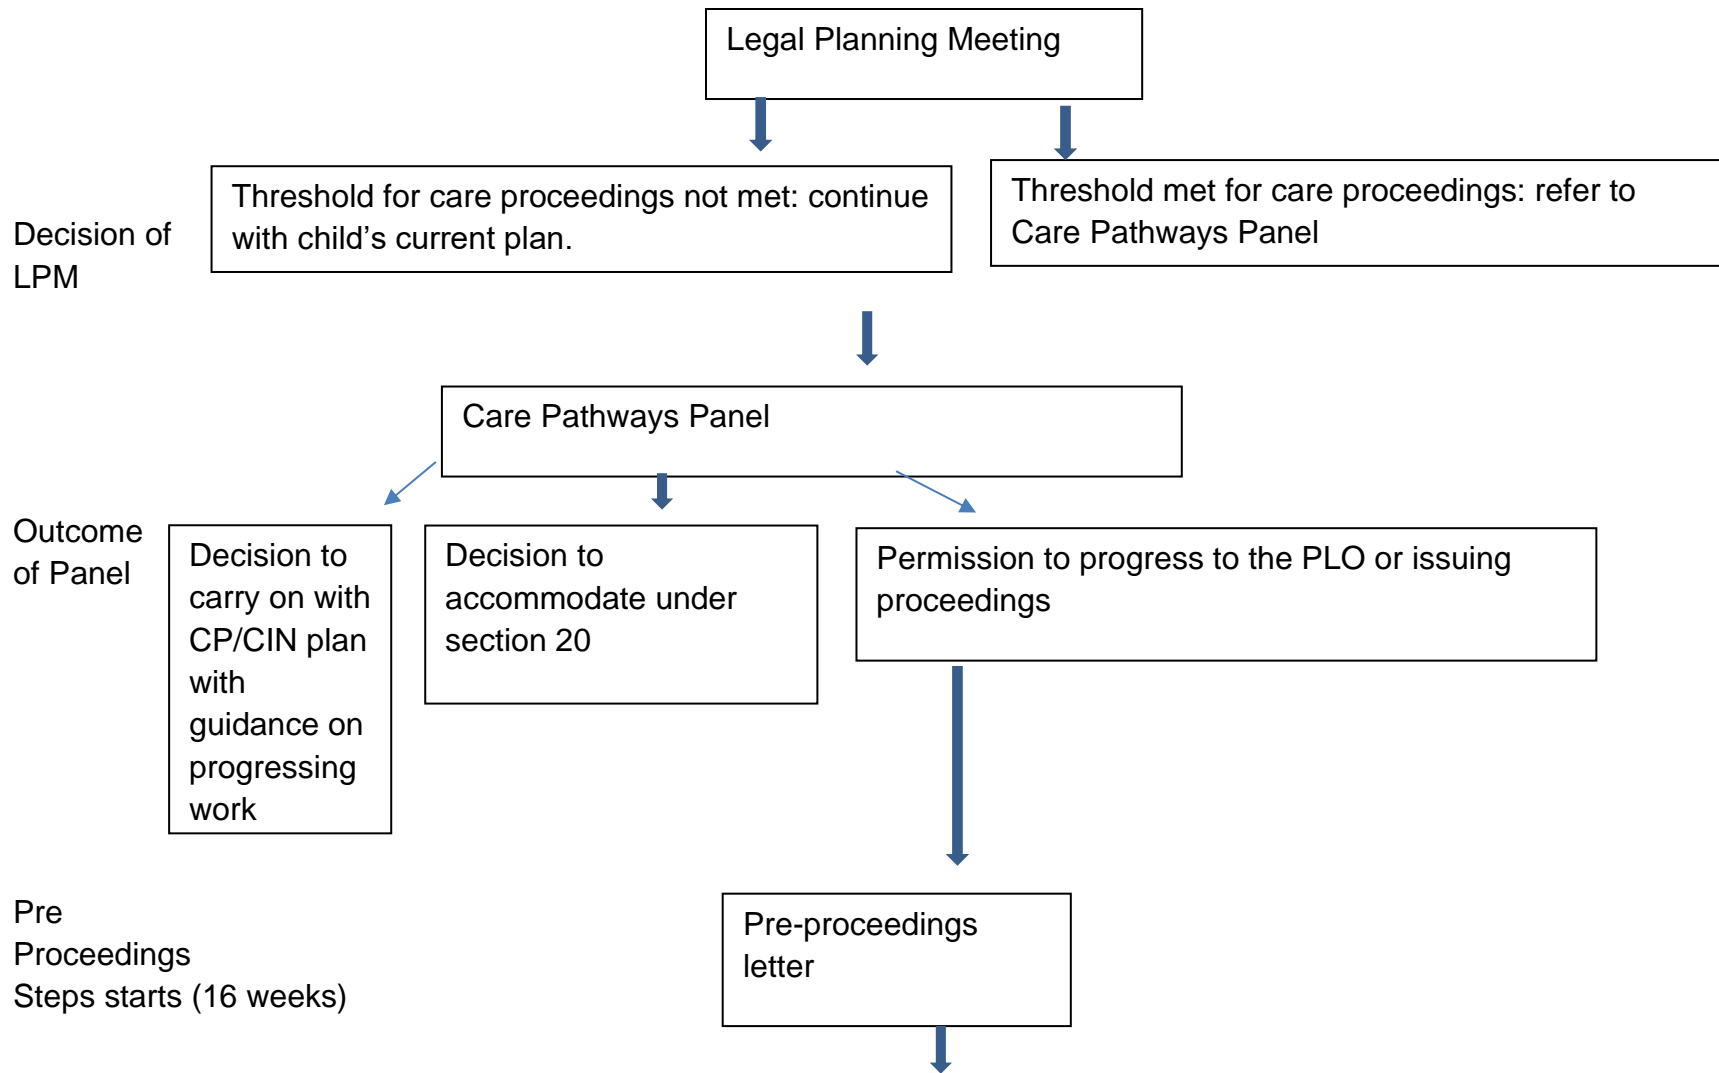 Legal Planning Meeting
Threshold for care proceedings not met: continue
with child’s current plan.
Threshold met for care proceedings: refer to
Care Pathways Panel
Decision of
LPM
Care Pathways Panel
Outcome
of Panel
Decision to
carry on with
CP/CIN plan
with
guidance on
progressing
work
Decision to
accommodate under
section 20
Permission to progress to the PLO or issuing
proceedings
Pre
Proceedings
Steps starts (16 weeks)
Pre-proceedings
letter